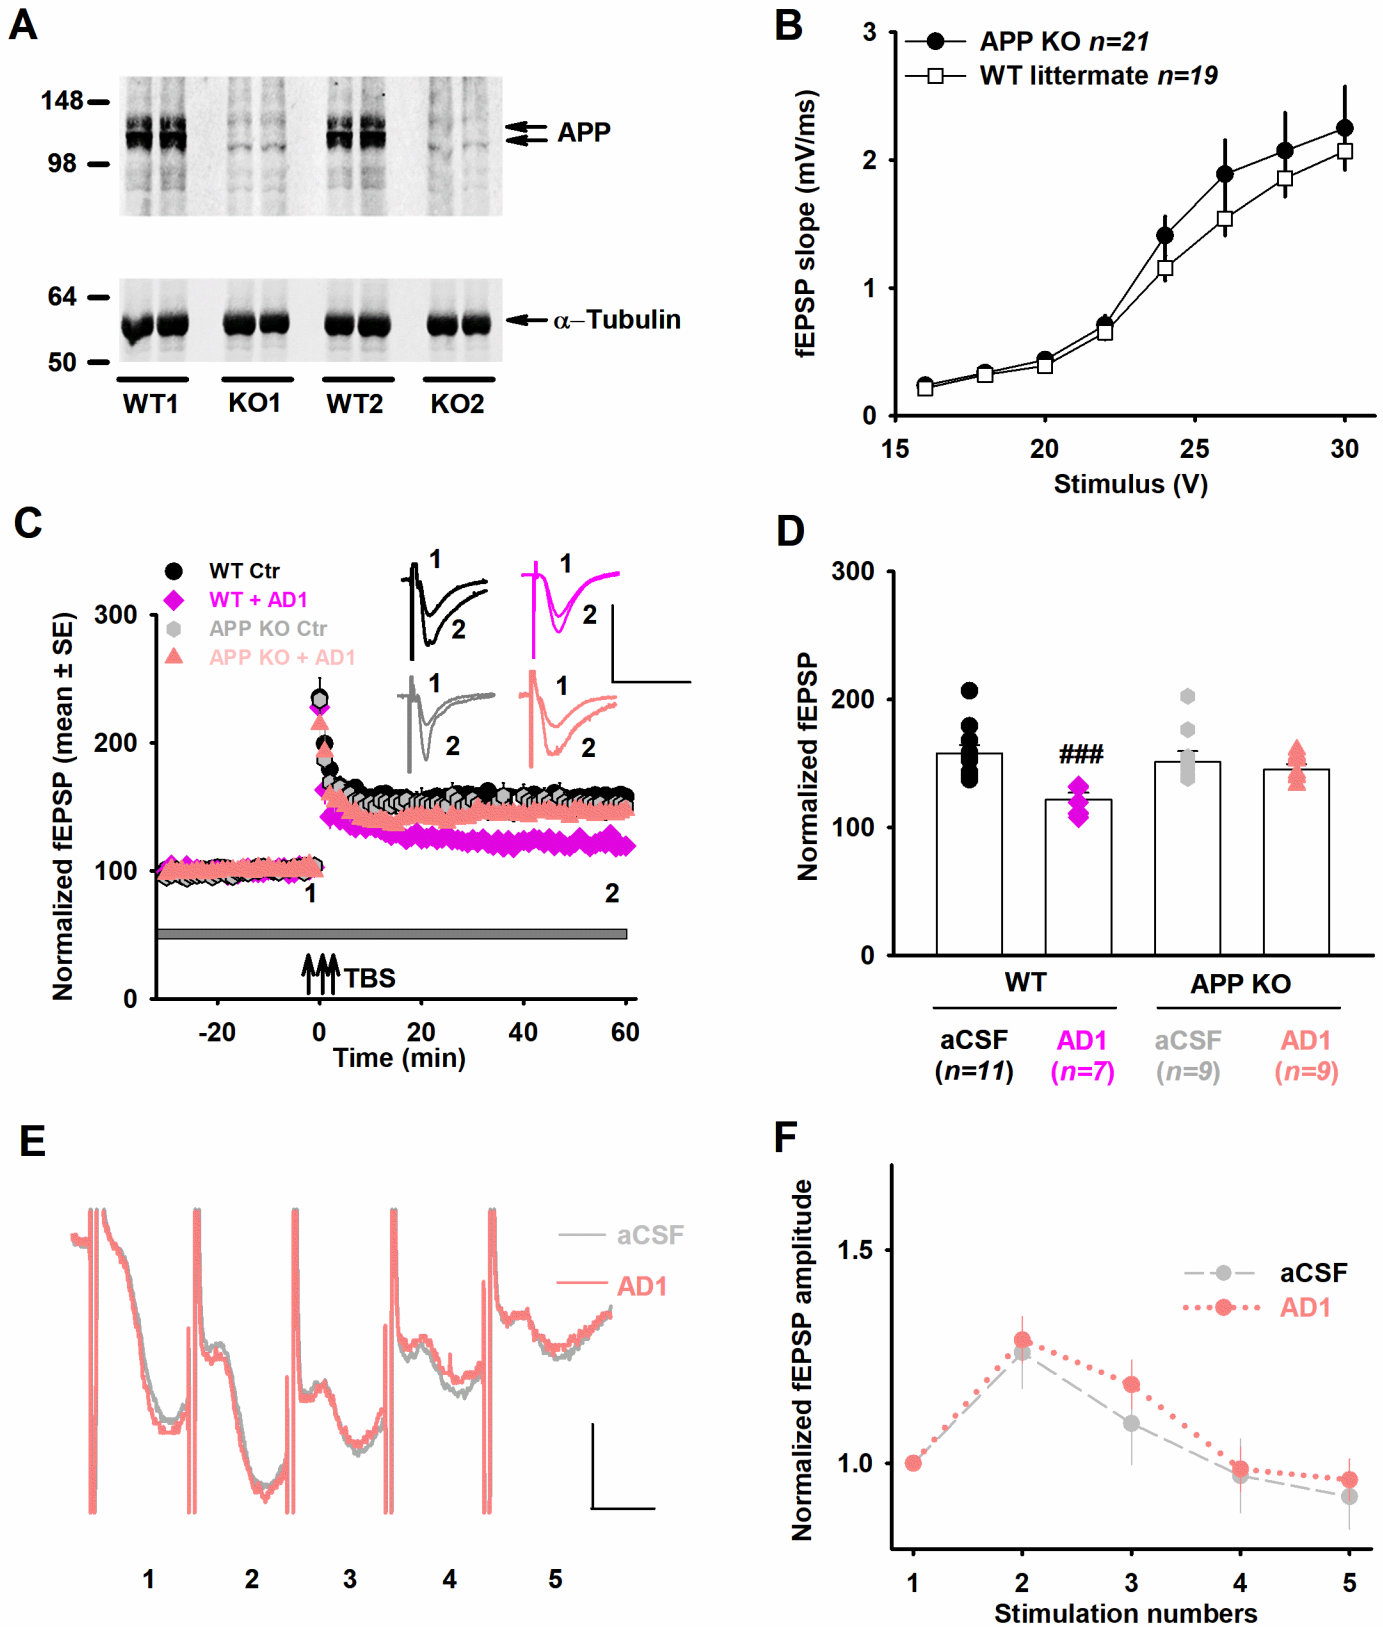 A
148
98
APP
64
50
α–Tubulin
WT1 KO1 WT2 KO2
B
fEPSP slope (mV/ms)
3
2
1
0
APP KO n=21
WT littermate n=19
15 20 25 30
Stimulus (V)
C
Normalized fEPSP (mean ± SE)
WT Ctr
WT + AD1
APP KO Ctr
APP KO + AD1
300
200
100
0
1
2
1
2
1
2
1
2
1 2
TBS
-20 0 20 40 60
Time (min)
D
Normalized fEPSP
300
200
100
0
###
WT APP KO
aCSF AD1 aCSF AD1
(n=11) (n=7) (n=9) (n=9)
E
aCSF
AD1
1 2 3 4 5
F
Normalized fEPSP amplitude
1.5
1.0
aCSF
AD1
1 2 3 4 5
Stimulation numbers